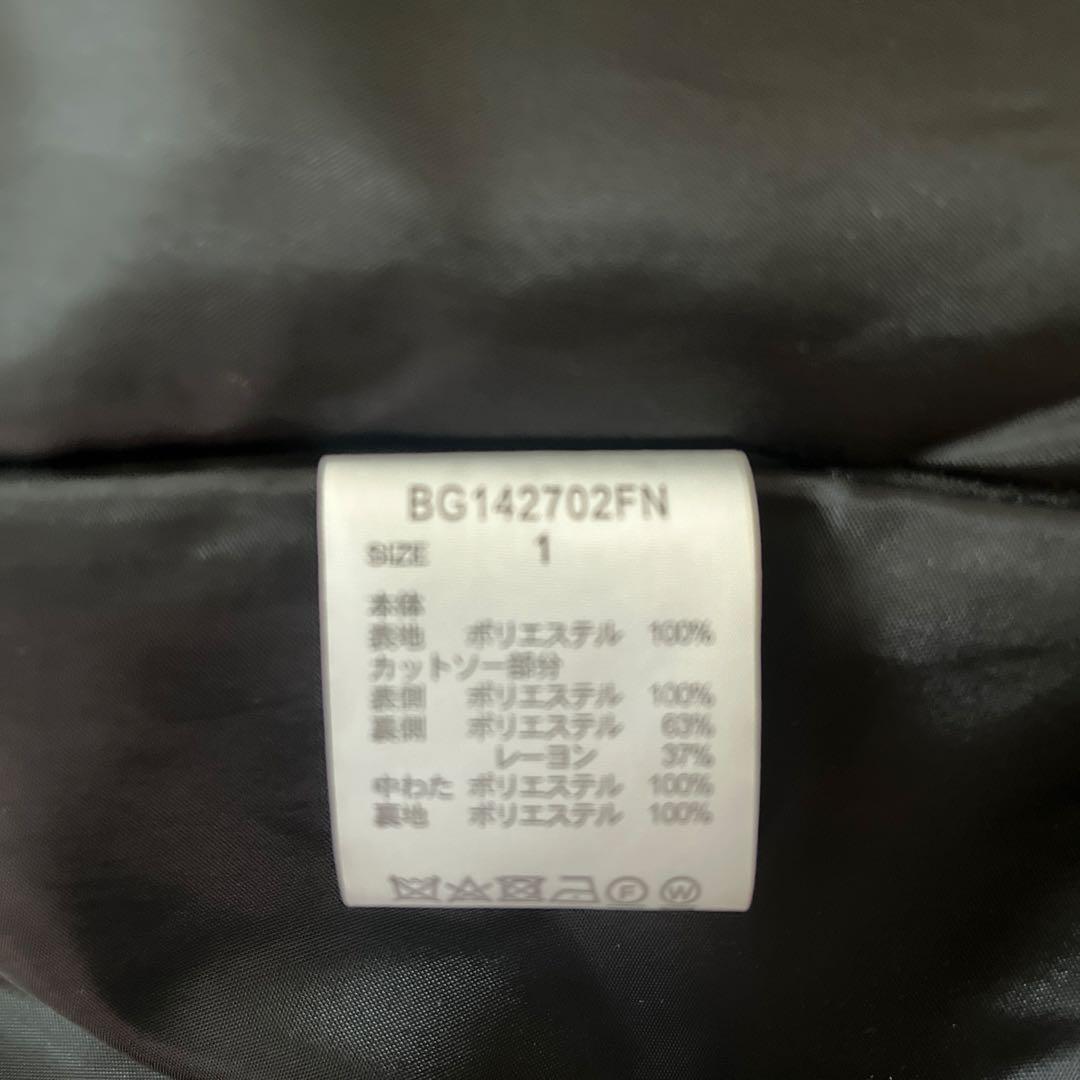 BG142702FN
SIZE 1
本体
表地 ポリエステル 100%
カットソー部分
表側 ポリエステル 100%
裏側 ポリエステル 63%
レーヨン 37%
中わた ポリエステル 100%
裏地 ポリエステル 100%
F W